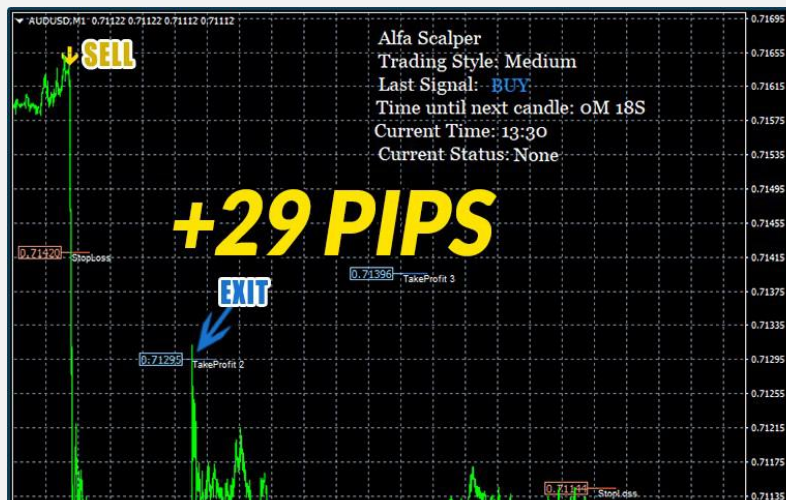 AUDUSD,M1 0.71122 0.71122 0.71112 0.71112
SELL
Alfa Scalper
Trading Style: Medium
Last Signal: BUY
Time until next candle: 0M 18S
Current Time: 13:30
Current Status: None
+29 PIPS
0.71420 StopLoss
EXIT
0.71396 TakeProfit 3
0.71295 TakeProfit 2
0.71144 StopLoss
0.71695
0.71655
0.71615
0.71575
0.71535
0.71495
0.71455
0.71415
0.71375
0.71335
0.71295
0.71255
0.71215
0.71175
0.71135